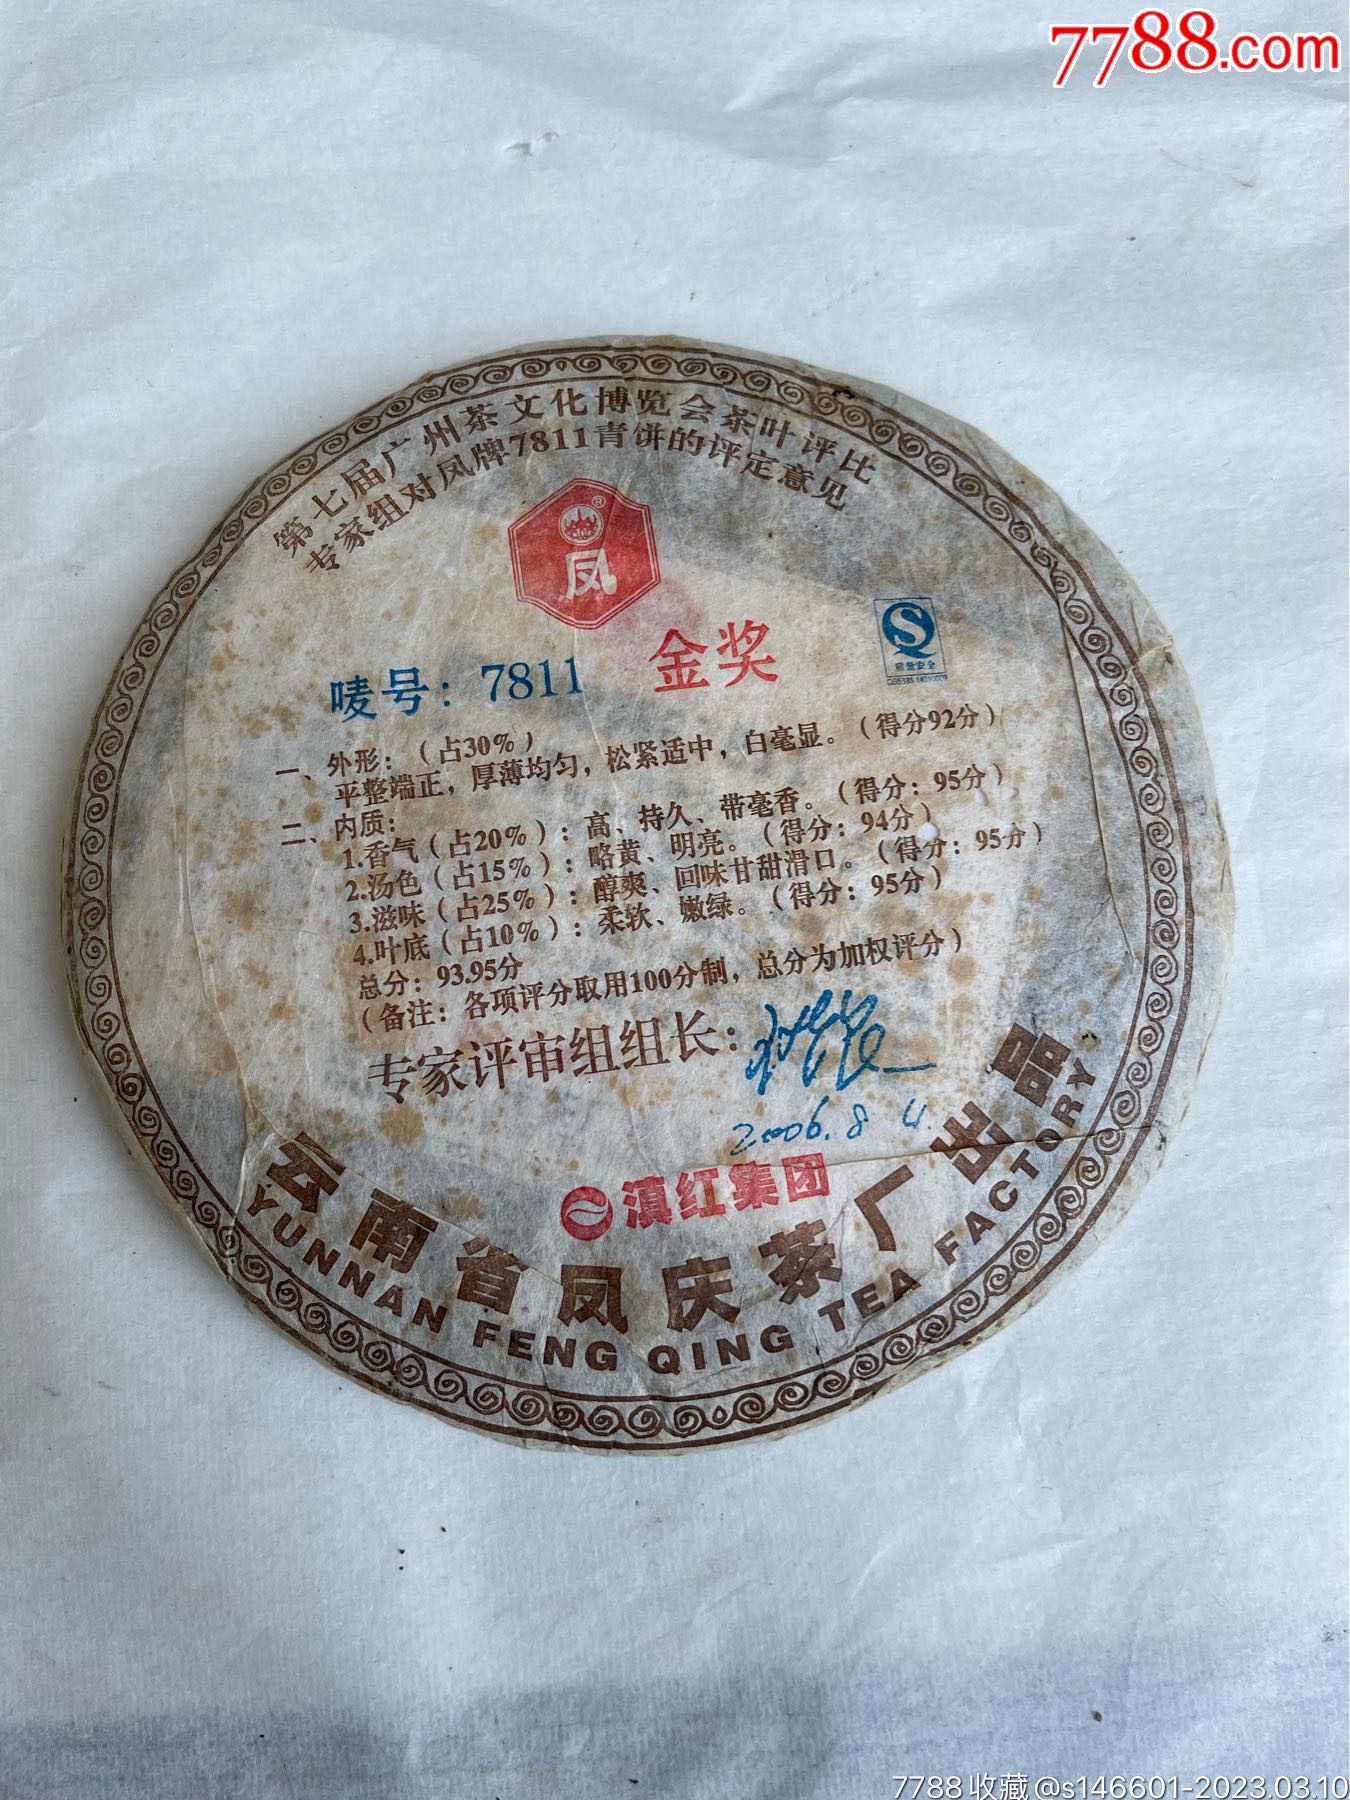 7788.com
第七届广州茶文化博览会茶叶评比
专家组对凤牌7811青饼的评定意见
®
凤
唛号：7811
金奖
质量安全
一、外形：（占30%）
平整端正，厚薄均匀，松紧适中，白毫显。（得分92分）
二、内质：
1.香气（占20%）：高、持久、带毫香。（得分：95分）
2.汤色（占15%）：略黄、明亮。（得分：94分）
3.滋味（占25%）：醇爽、回味甘甜滑口。（得分：95分）
4.叶底（占10%）：柔软、嫩绿。（得分：95分）
总分：93.95分
（备注：各项评分取用100分制，总分为加权评分）
专家评审组组长：
2006.8 4.
滇红集团
云南省凤庆茶厂出品
YUNNAN FENG QING TEA FACTORY
7788收藏@s146601-2023.03.10